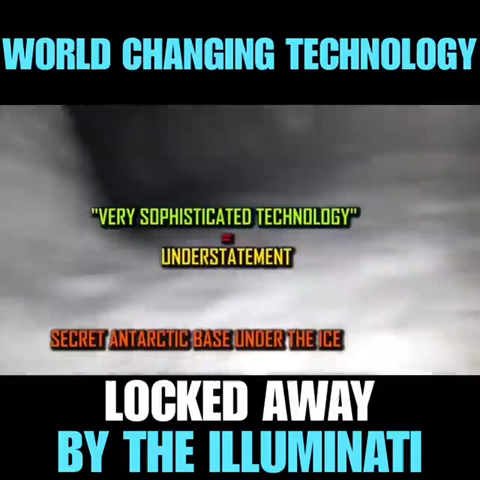 WORLD CHANGING TECHNOLOGY
"VERY SOPHISTICATED TECHNOLOGY"
=
UNDERSTATEMENT
SECRET ANTARCTIC BASE UNDER THE ICE
LOCKED AWAY
BY THE ILLUMINATI